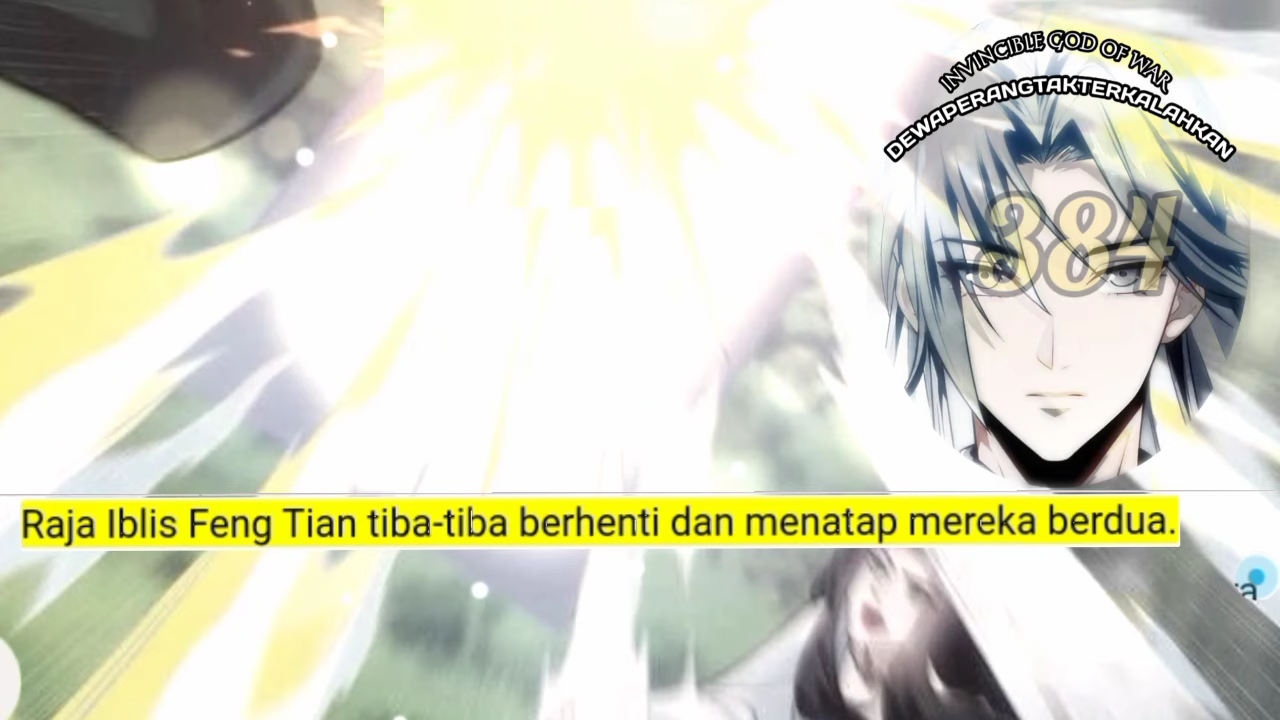 INVINCIBLE GOD OF WAR
DEWAPERANGTAKTERKALAHKAN
384
Raja Iblis Feng Tian tiba-tiba berhenti dan menatap mereka berdua.